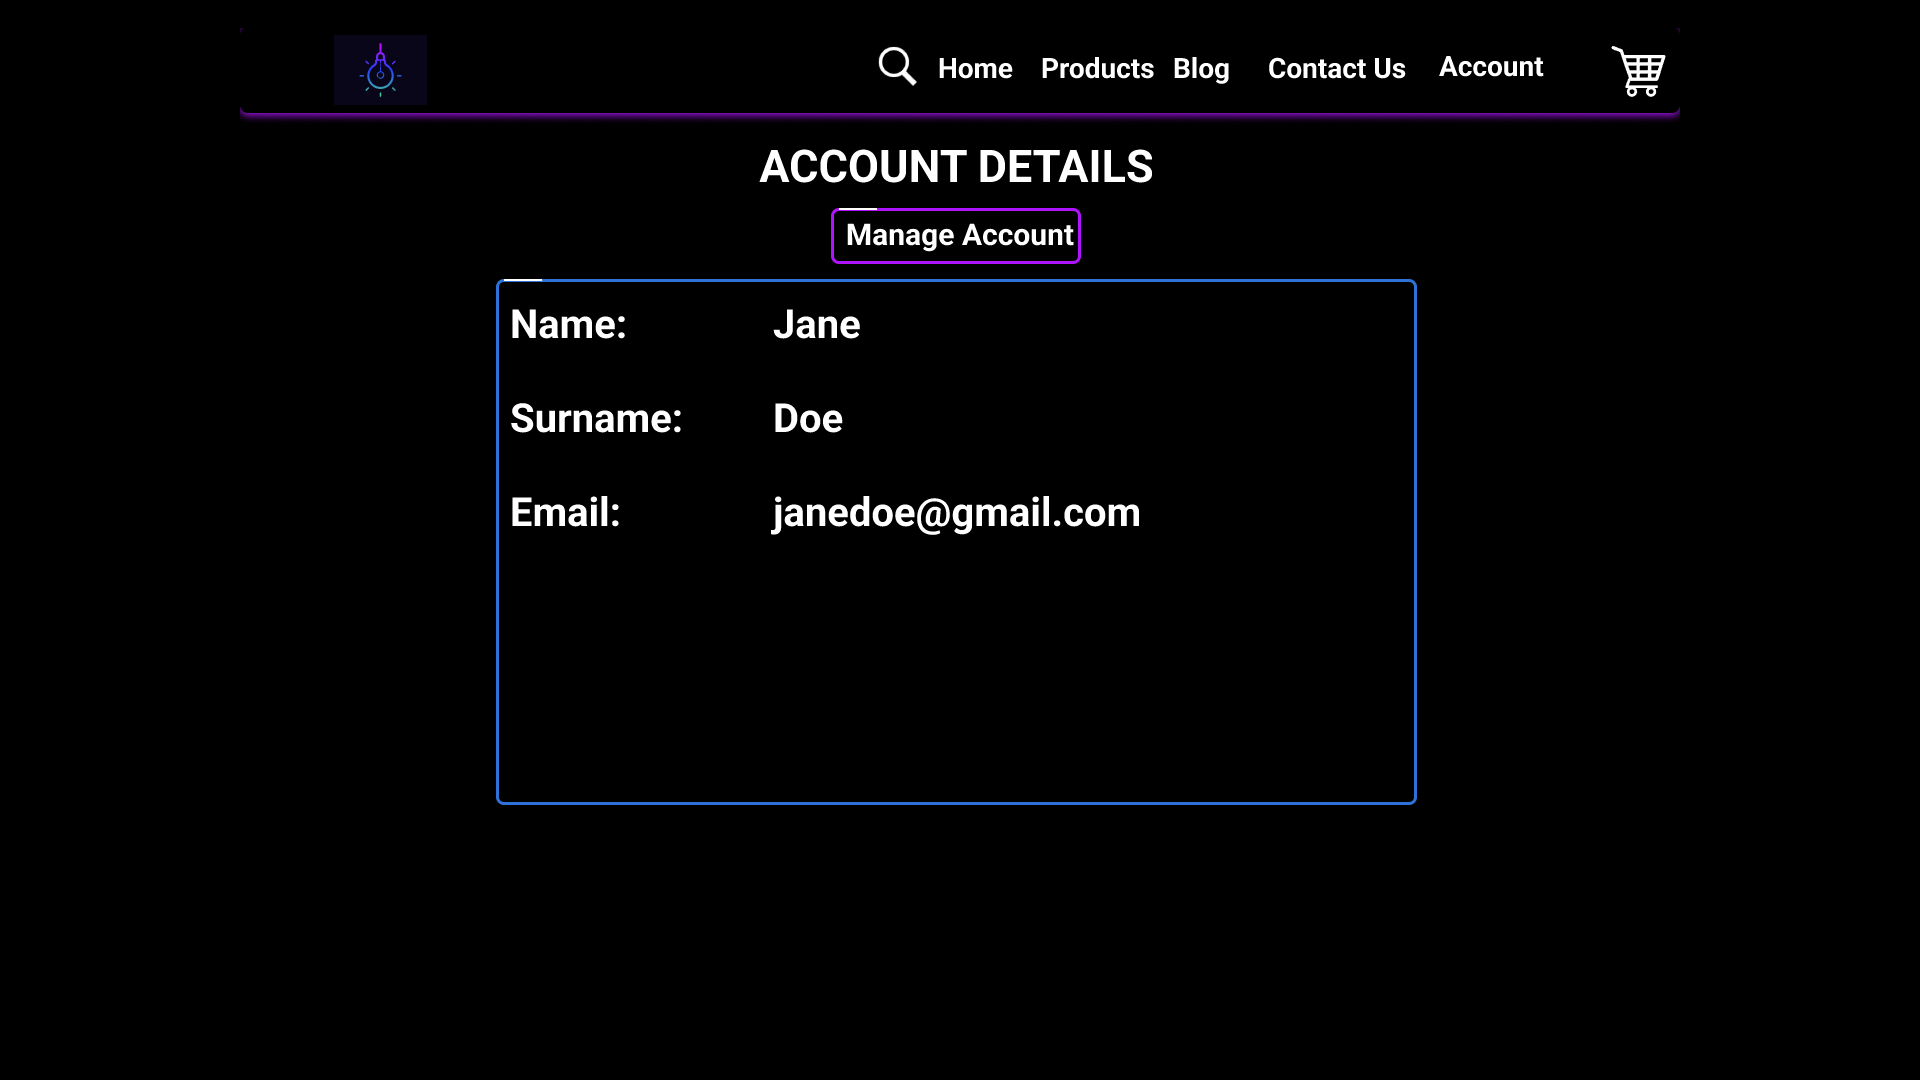 Home Products Blog Contact Us Account
ACCOUNT DETAILS
Manage Account
Name: Jane
Surname: Doe
Email: janedoe@gmail.com